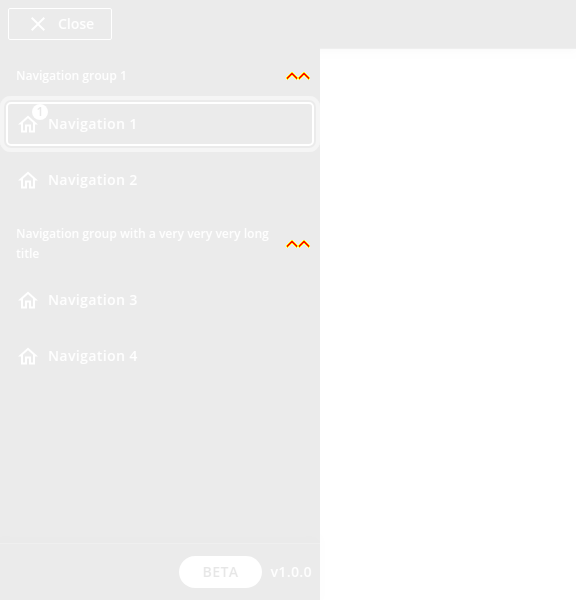 Close
Navigation group 1
1
Navigation 1
Navigation 2
Navigation group with a very very very long
title
Navigation 3
Navigation 4
BETA v1.0.0